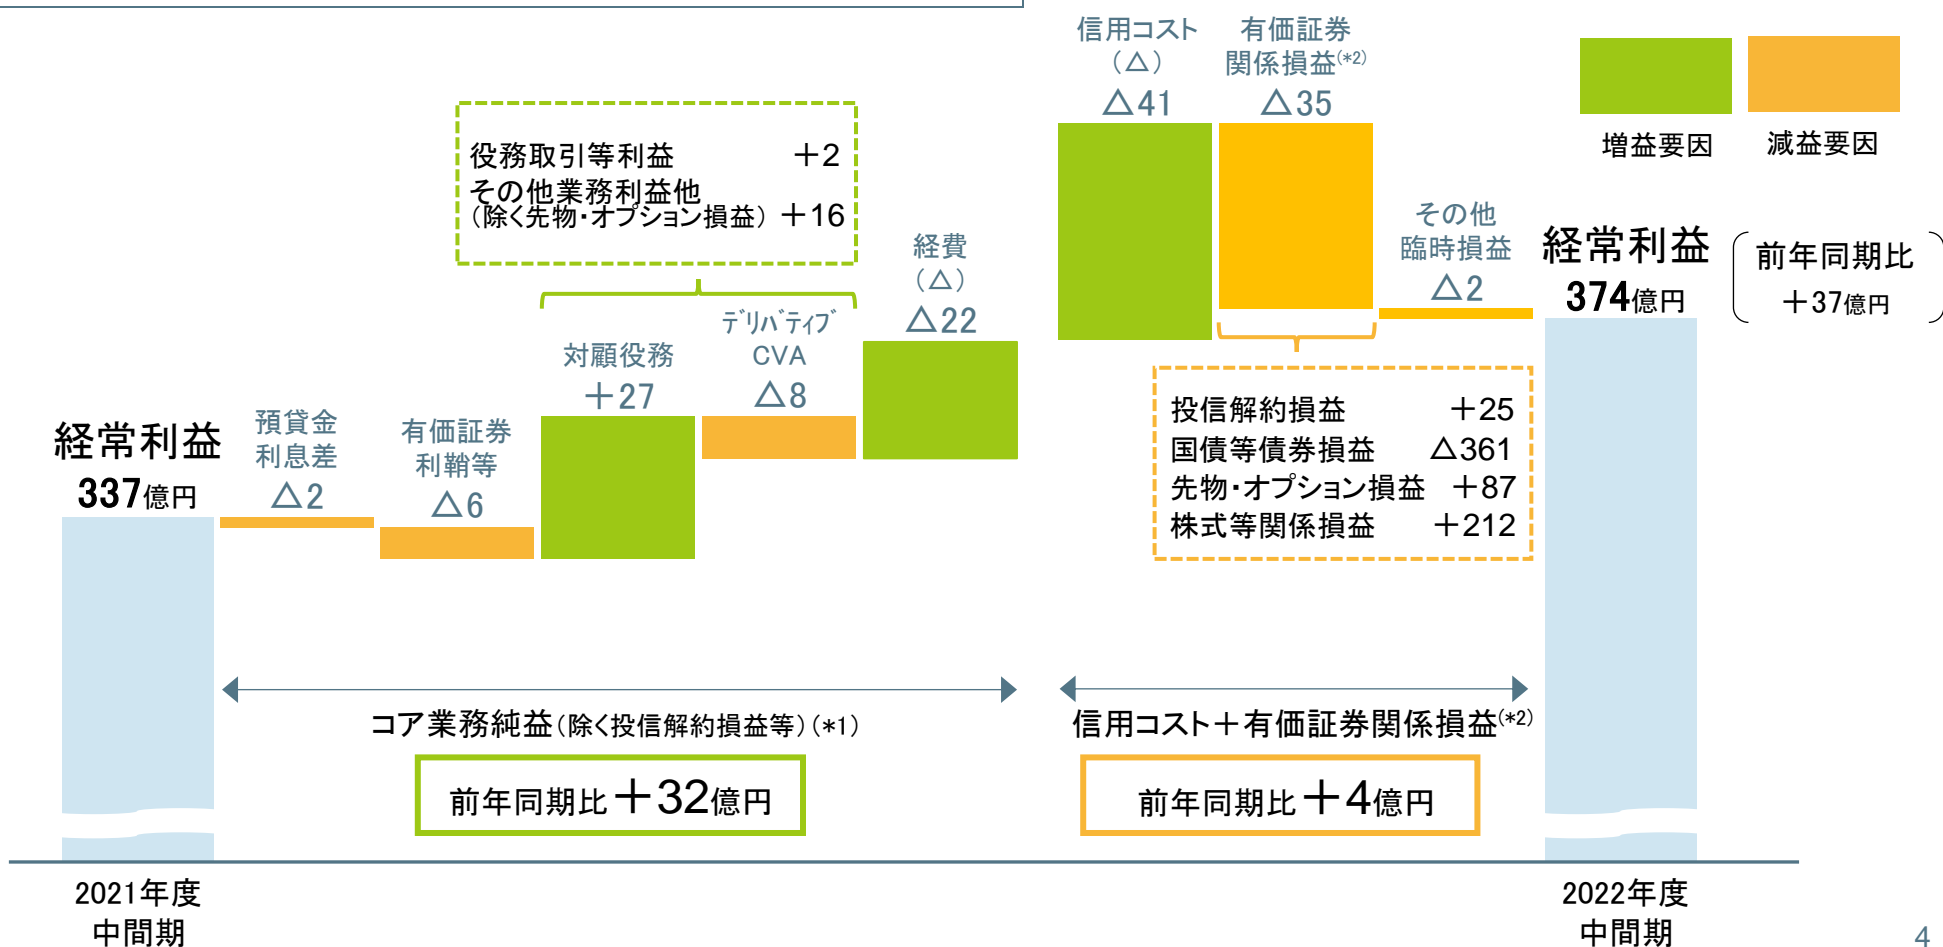 信用コスト
（△）
△41
有価証券
関係損益(*2)
△35
増益要因
減益要因
役務取引等利益 ＋2
その他業務利益他
（除く先物・オプション損益） ＋16
経費
（△）
△22
デリバティブ
CVA
△8
対顧役務
＋27
その他
臨時損益
△2
経常利益
374億円
前年同期比
＋37億円
経常利益
337億円
預貸金
利息差
△2
有価証券
利鞘等
△6
投信解約損益 ＋25
国債等債券損益 △361
先物・オプション損益 ＋87
株式等関係損益 ＋212
コア業務純益（除く投信解約損益等）（*1）
前年同期比＋32億円
信用コスト＋有価証券関係損益(*2)
前年同期比＋4億円
2021年度
中間期
2022年度
中間期
4